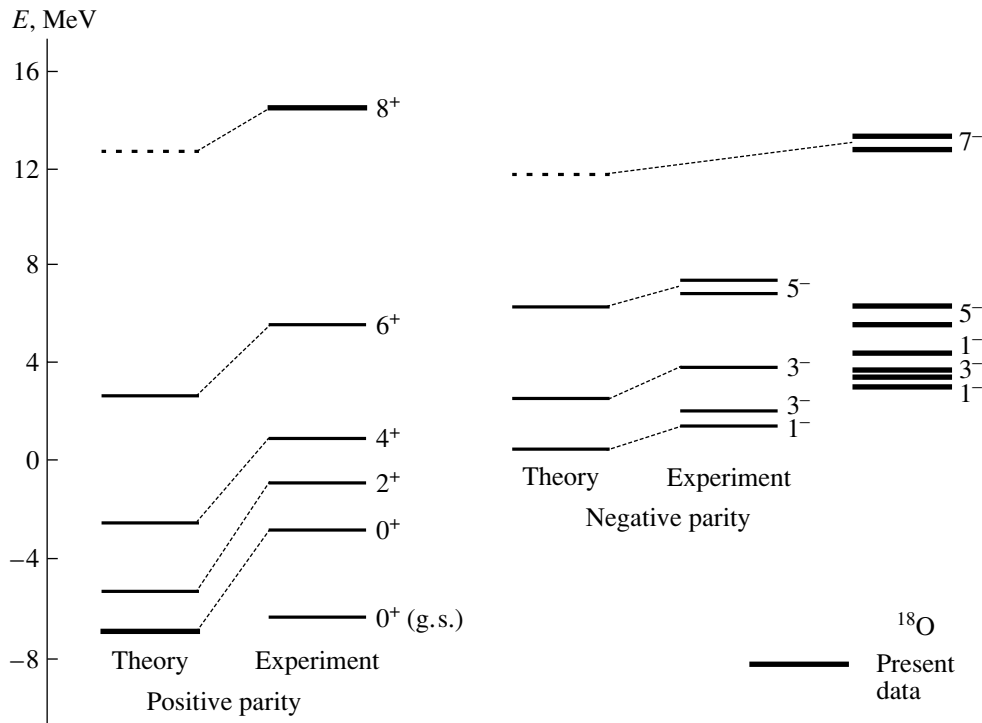 E, MeV
16
12
8
4
0
−4
−8
8⁺
6⁺
4⁺
2⁺
0⁺
0⁺ (g.s.)
Theory Experiment
Positive parity
5⁻
3⁻
3⁻
1⁻
Theory Experiment
Negative parity
7⁻
5⁻
1⁻
3⁻
1⁻
¹⁸O
Present
data